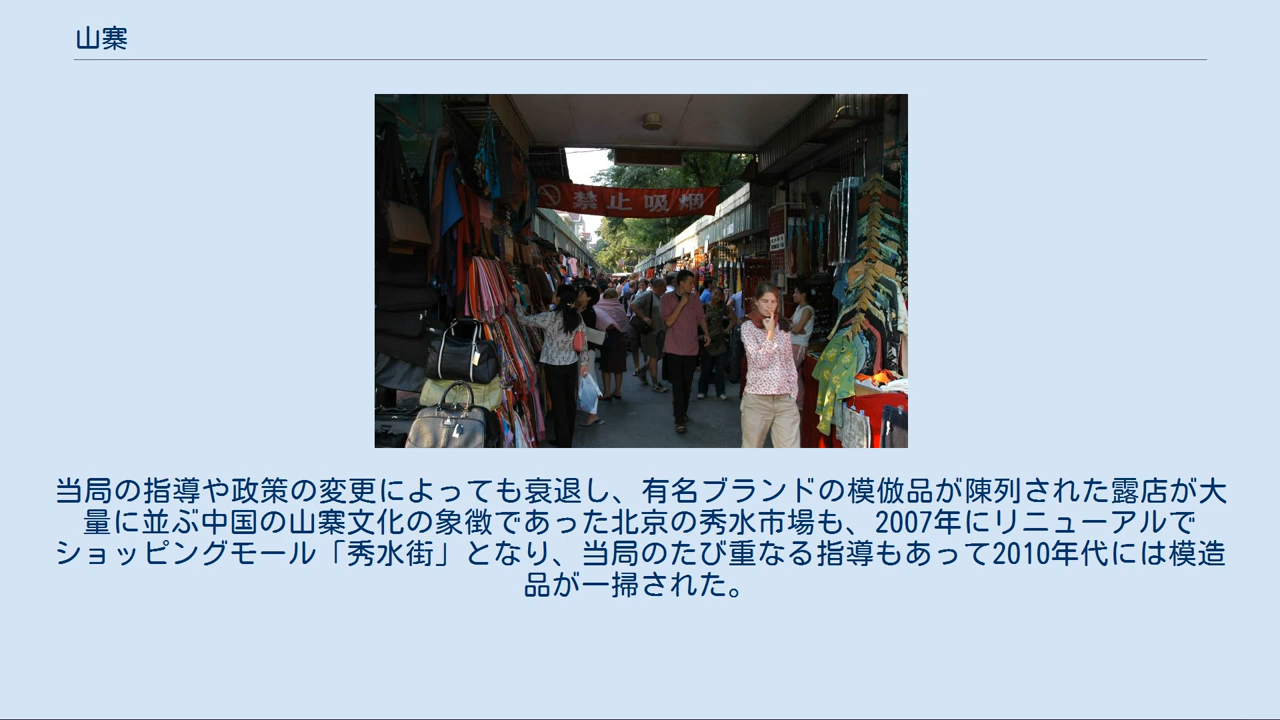 山寨
禁止吸烟
当局の指導や政策の変更によっても衰退し、有名ブランドの模倣品が陳列された露店が大
量に並ぶ中国の山寨文化の象徴であった北京の秀水市場も、2007年にリニューアルで
ショッピングモール「秀水街」となり、当局のたび重なる指導もあって2010年代には模造
品が一掃された。